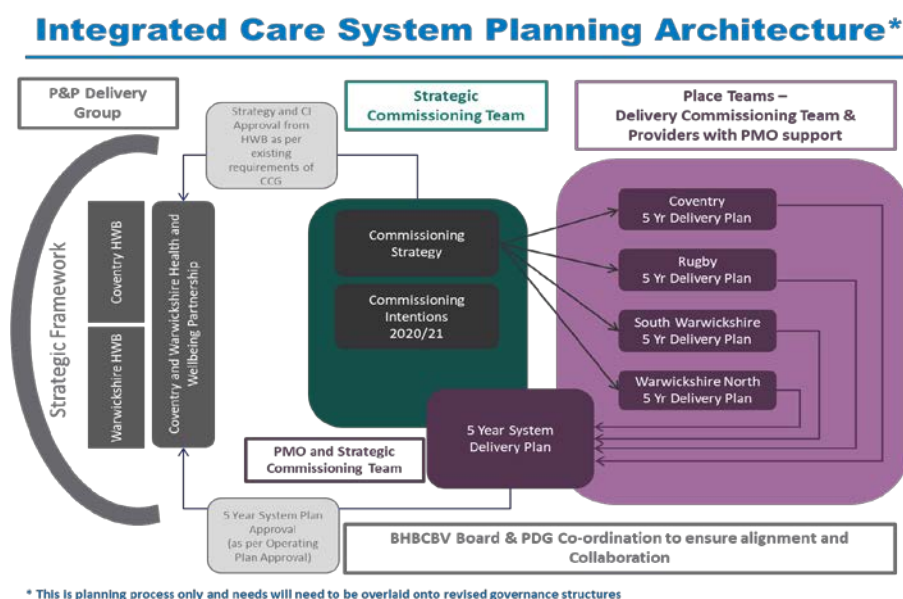 Integrated Care System Planning Architecture*
P&P Delivery
Group
Strategy and CI
Approval from
HWB as per
existing
requirements of
CCG
Strategic
Commissioning Team
Place Teams –
Delivery Commissioning Team &
Providers with PMO support
Strategic Framework
Coventry HWB
Warwickshire HWB
Coventry and Warwickshire Health and
Wellbeing Partnership
Commissioning
Strategy
Commissioning
Intentions
2020/21
Coventry
5 Yr Delivery Plan
Rugby
5 Yr Delivery Plan
South Warwickshire
5 Yr Delivery Plan
Warwickshire North
5 Yr Delivery Plan
5 Year System
Delivery Plan
PMO and Strategic
Commissioning Team
5 Year System Plan
Approval
(as per Operating
Plan Approval)
BHBCBV Board & PDG Co-ordination to ensure alignment and
Collaboration
* This is planning process only and needs will need to be overlaid onto revised governance structures